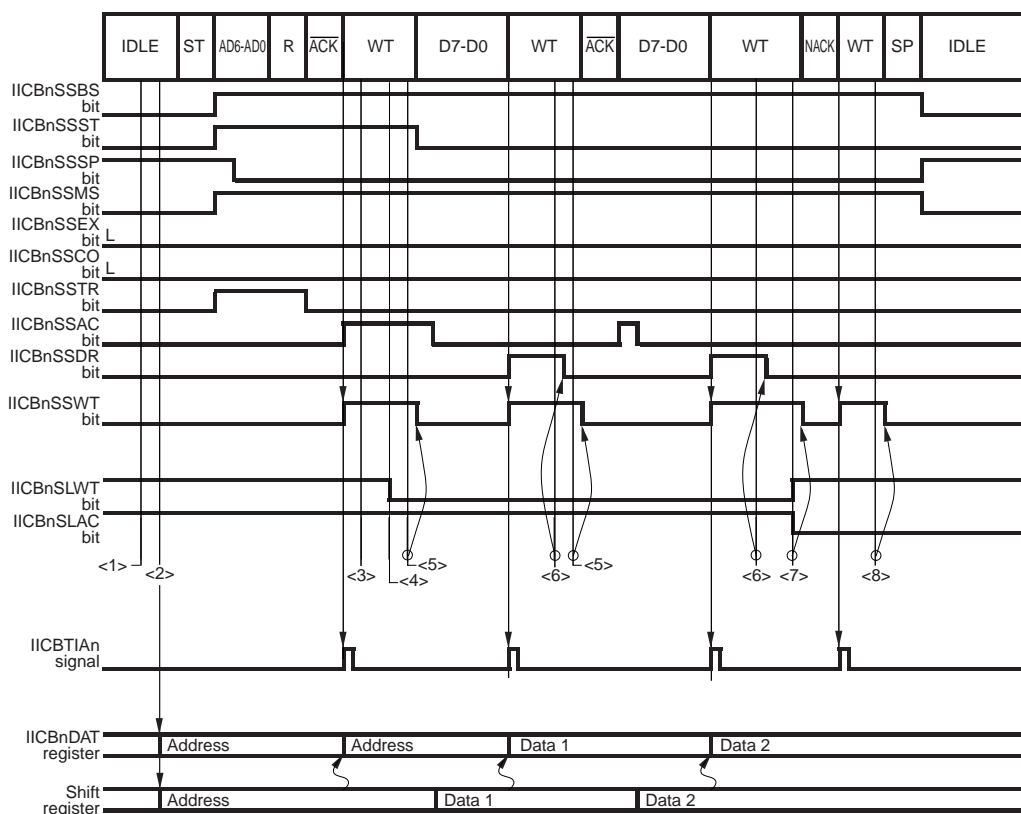 IDLE ST AD6-AD0 R ACK WT D7-D0 WT ACK D7-D0 WT NACK WT SP IDLE
IICBnSSBS
bit
IICBnSSST
bit
IICBnSSSP
bit
IICBnSSMS
bit
IICBnSSEX
bit L
IICBnSSCO
bit L
IICBnSSTR
bit
IICBnSSAC
bit
IICBnSSDR
bit
IICBnSSWT
bit
IICBnSLWT
bit
IICBnSLAC
bit
<1> <2> <3> <4> <5> <6> <5> <6> <7> <8>
IICBTIAn
signal
IICBnDAT
register Address Address Data 1 Data 2
Shift
register Address Data 1 Data 2